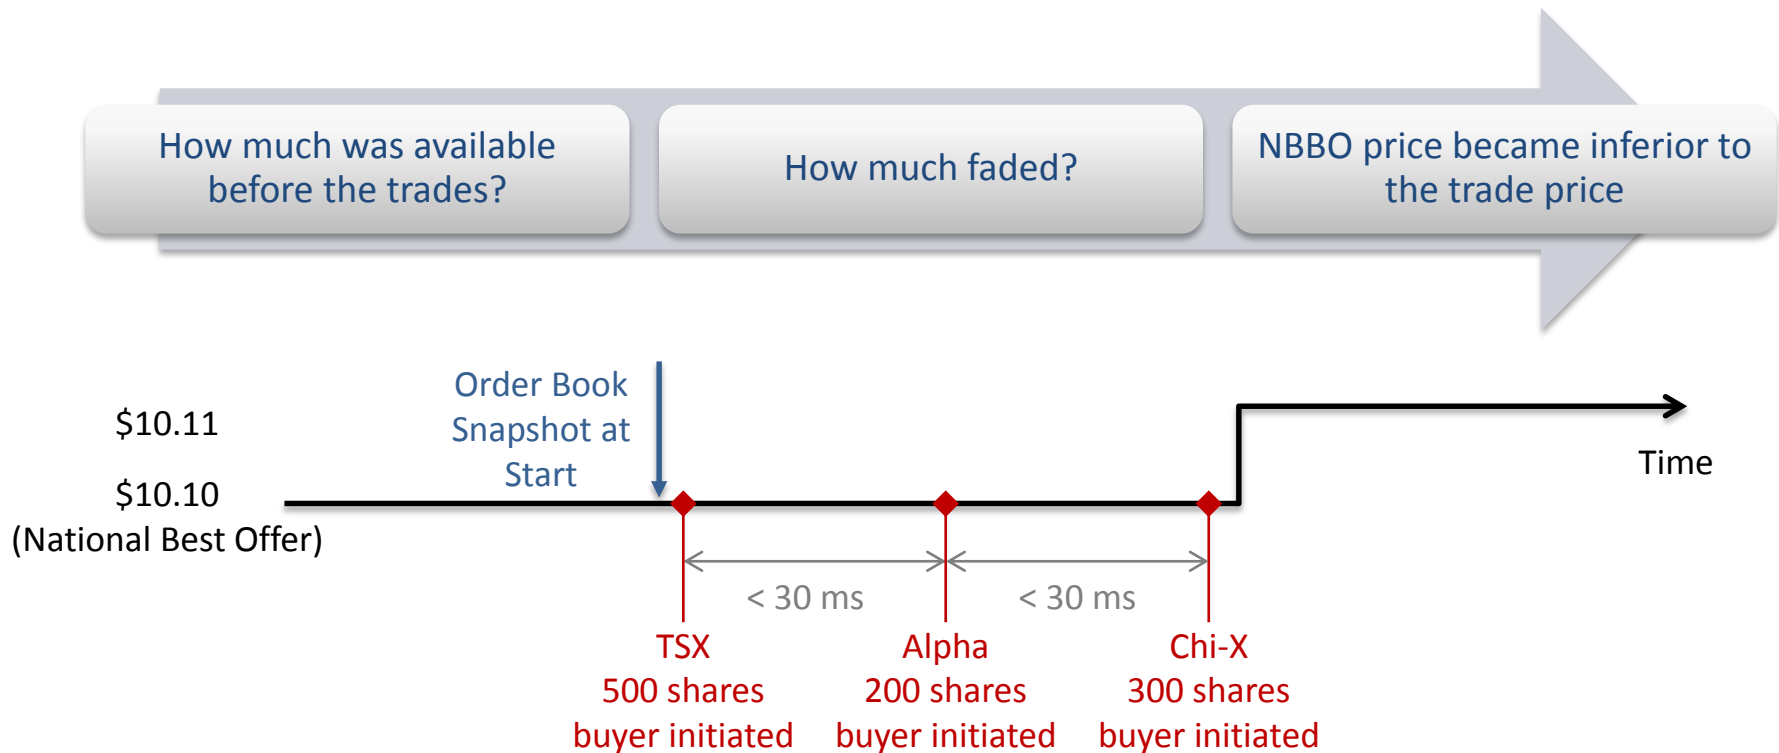 How much was available
before the trades?
How much faded?
NBBO price became inferior to
the trade price
Order Book
Snapshot at
Start
$10.11
$10.10
(National Best Offer)
Time
< 30 ms
< 30 ms
TSX
500 shares
buyer initiated
Alpha
200 shares
buyer initiated
Chi-X
300 shares
buyer initiated